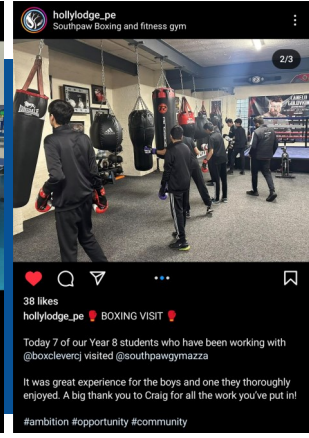 hollylodge_pe
Southpaw Boxing and fitness gym
2/3
LONSDALE
CANELO
GOLOVKIN
38 likes
hollylodge_pe 🥊 BOXING VISIT 🥊
Today 7 of our Year 8 students who have been working with
@boxclevercj visited @southpawgymazza
It was great experience for the boys and one they thoroughly
enjoyed. A big thank you to Craig for all the work you've put in!
#ambition #opportunity #community